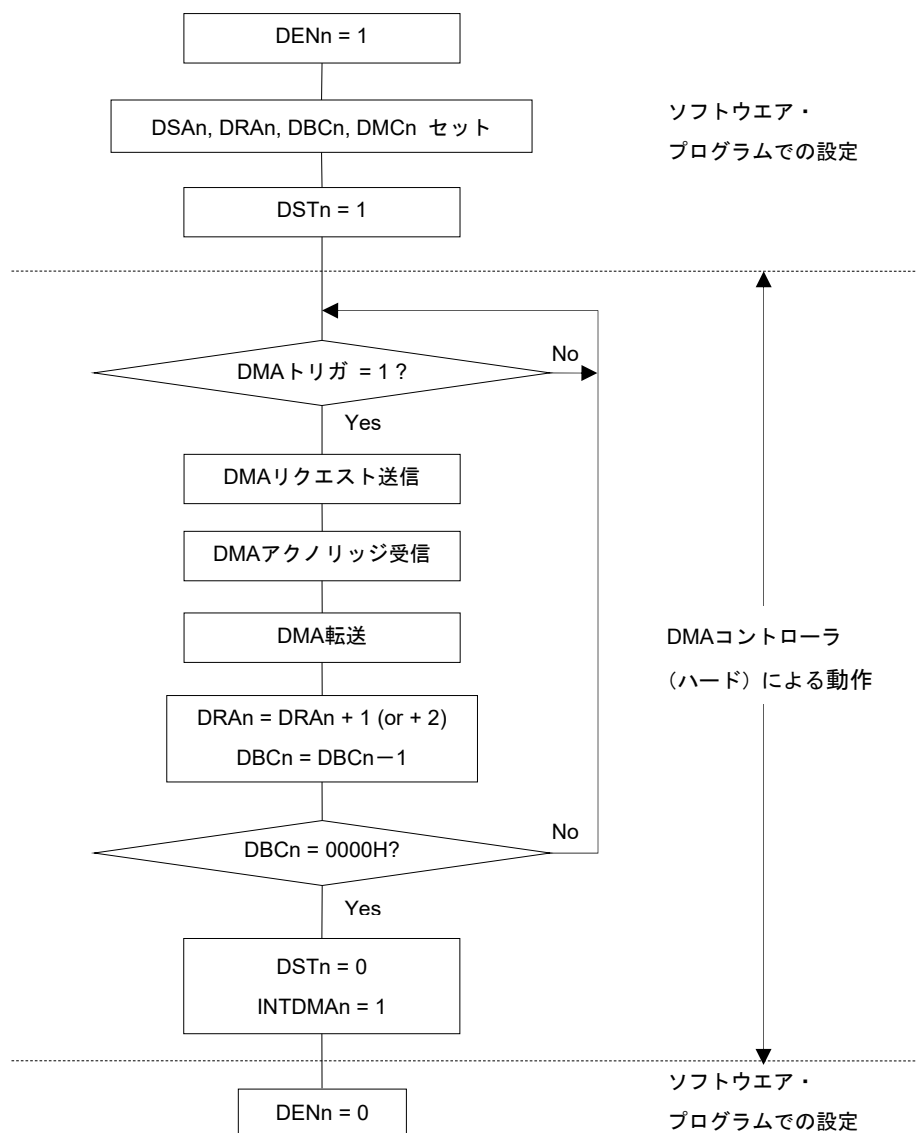 DENn = 1
DSAn, DRAn, DBCn, DMCn セット
ソフトウエア・
プログラムでの設定
DSTn = 1
DMAトリガ = 1 ?
No
Yes
DMAリクエスト送信
DMAアクノリッジ受信
DMA転送
DMAコントローラ
（ハード）による動作
DRAn = DRAn + 1 (or + 2)
DBCn = DBCn－1
DBCn = 0000H?
No
Yes
DSTn = 0
INTDMAn = 1
DENn = 0
ソフトウエア・
プログラムでの設定